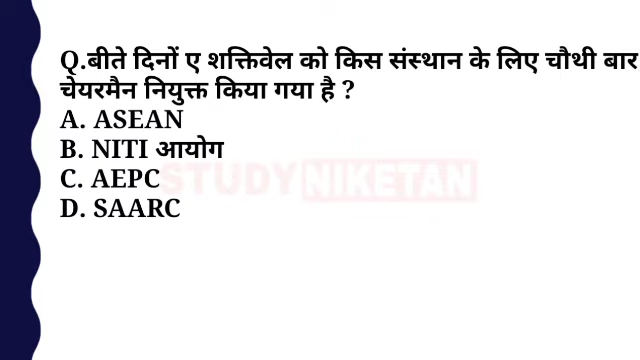 Q.बीते दिनों ए शक्तिवेल को किस संस्थान के लिए चौथी बार
चेयरमैन नियुक्त किया गया है ?
A. ASEAN
B. NITI आयोग
C. AEPC
STUDY NIKETAN
D. SAARC